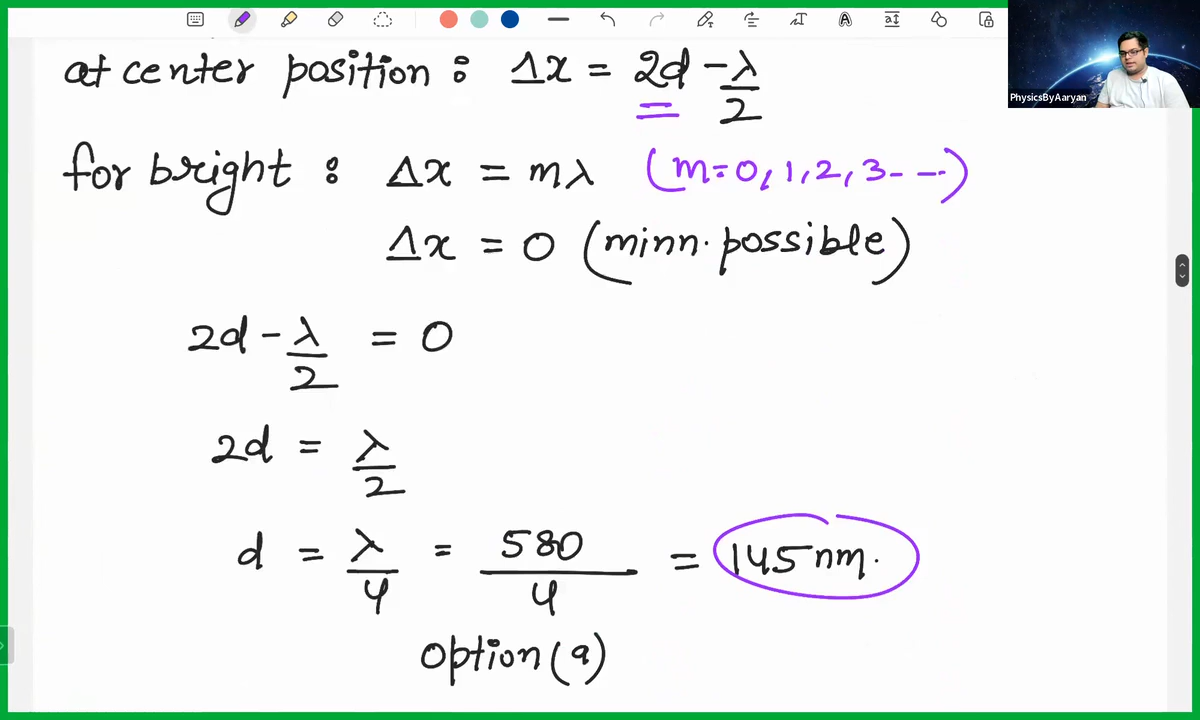 at center position : Δx = 2d - λ/2
PhysicsByAaryan
for bright : Δx = mλ (m=0, 1, 2, 3- - -)
Δx = 0 (minn. possible)
2d - λ/2 = 0
2d = λ/2
d = λ/4 = 580/4 = 145 nm.
option (a)